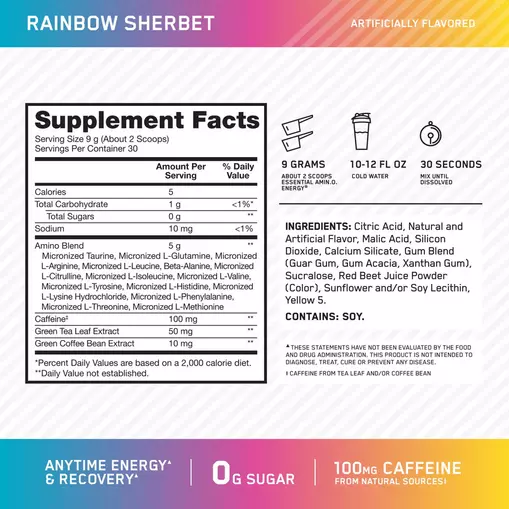 RAINBOW SHERBET
ARTIFICIALLY FLAVORED
Supplement Facts
Serving Size 9 g (About 2 Scoops)
Servings Per Container 30
Amount Per Serving % Daily Value
Calories 5
Total Carbohydrate 1 g <1%*
Total Sugars 0 g **
Sodium 10 mg <1%
Amino Blend 5 g **
Micronized Taurine, Micronized L-Glutamine, Micronized
L-Arginine, Micronized L-Leucine, Beta-Alanine, Micronized
L-Citrulline, Micronized L-Isoleucine, Micronized L-Valine,
Micronized L-Tyrosine, Micronized L-Histidine, Micronized
L-Lysine Hydrochloride, Micronized L-Phenylalanine,
Micronized L-Threonine, Micronized L-Methionine
Caffeine‡ 100 mg **
Green Tea Leaf Extract 50 mg **
Green Coffee Bean Extract 10 mg **
*Percent Daily Values are based on a 2,000 calorie diet.
**Daily Value not established.
9 GRAMS
ABOUT 2 SCOOPS
ESSENTIAL AMIN.O.
ENERGY®
10-12 FL OZ
COLD WATER
30 SECONDS
MIX UNTIL
DISSOLVED
INGREDIENTS: Citric Acid, Natural and
Artificial Flavor, Malic Acid, Silicon
Dioxide, Calcium Silicate, Gum Blend
(Guar Gum, Gum Acacia, Xanthan Gum),
Sucralose, Red Beet Juice Powder
(Color), Sunflower and/or Soy Lecithin,
Yellow 5.
CONTAINS: SOY.
▲THESE STATEMENTS HAVE NOT BEEN EVALUATED BY THE FOOD
AND DRUG ADMINISTRATION. THIS PRODUCT IS NOT INTENDED TO
DIAGNOSE, TREAT, CURE OR PREVENT ANY DISEASE.
‡ CAFFEINE FROM TEA LEAF AND/OR COFFEE BEAN
ANYTIME ENERGY▲
& RECOVERY▲
0G SUGAR
100MG CAFFEINE
FROM NATURAL SOURCES‡